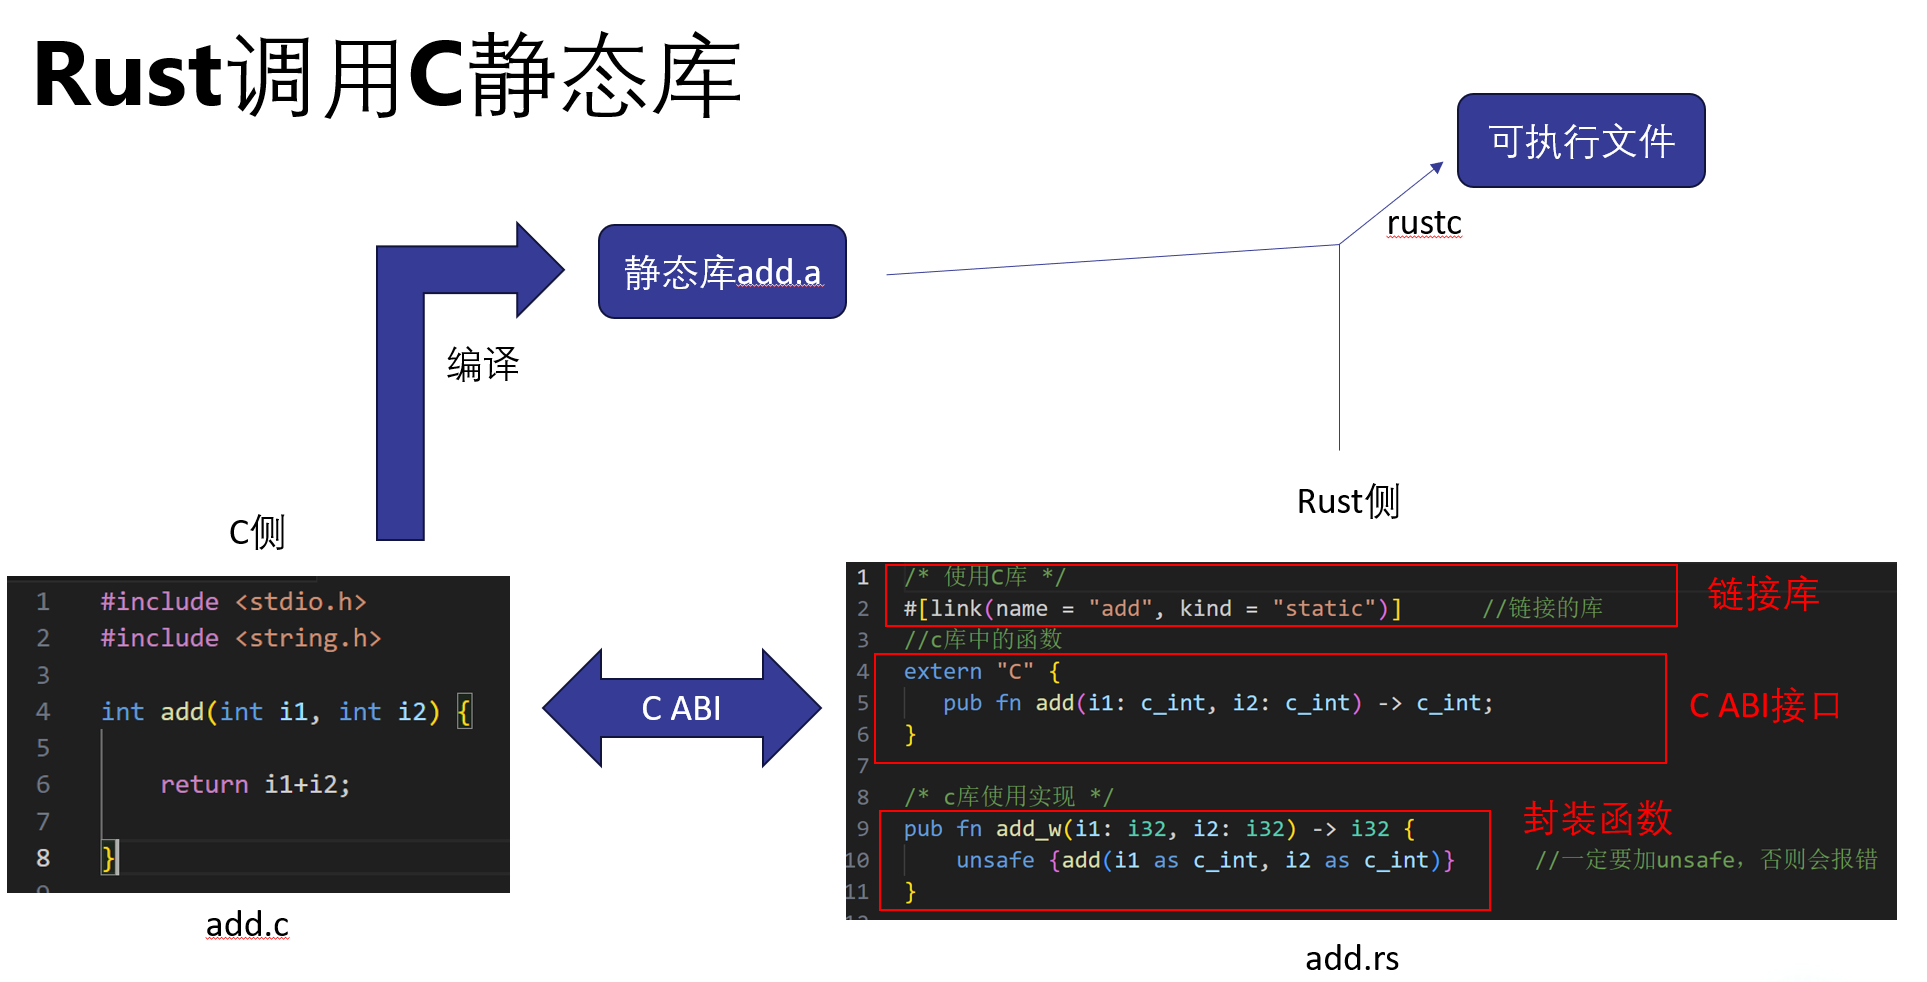 Rust调用C静态库
可执行文件
rustc
静态库add.a
编译
C侧
Rust侧
1 #include <stdio.h>
2 #include <string.h>
3
4 int add(int i1, int i2) {
5
6 return i1+i2;
7
8 }
add.c
C ABI
1 /* 使用C库 */
2 #[link(name = "add", kind = "static")] //链接的库
3 //c库中的函数
4 extern "C" {
5 pub fn add(i1: c_int, i2: c_int) -> c_int;
6 }
7
8 /* c库使用实现 */
9 pub fn add_w(i1: i32, i2: i32) -> i32 {
10 unsafe {add(i1 as c_int, i2 as c_int)} //一定要加unsafe，否则会报错
11 }
链接库
C ABI接口
封装函数
add.rs